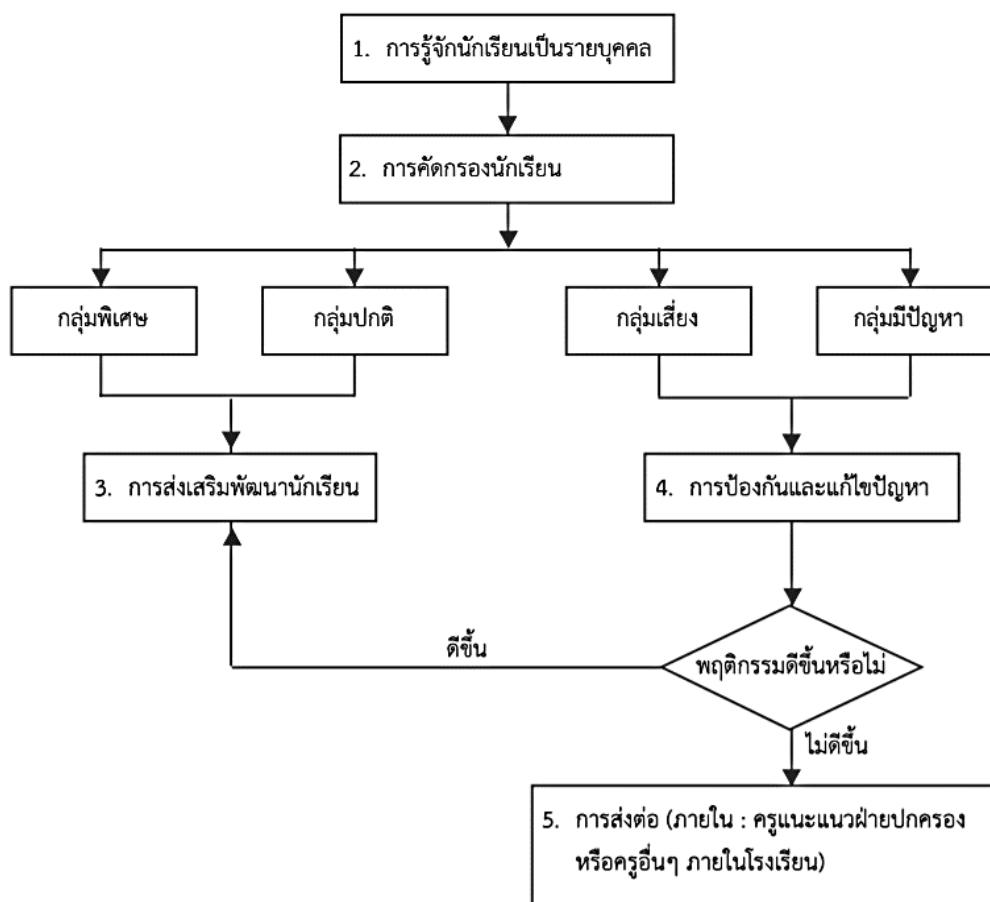 1. การรู้จักนักเรียนเป็นรายบุคคล
2. การคัดกรองนักเรียน
กลุ่มพิเศษ
กลุ่มปกติ
กลุ่มเสี่ยง
กลุ่มมีปัญหา
3. การส่งเสริมพัฒนานักเรียน
4. การป้องกันและแก้ไขปัญหา
ดีขึ้น
พฤติกรรมดีขึ้นหรือไม่
ไม่ดีขึ้น
5. การส่งต่อ (ภายใน : ครูแนะแนวฝ่ายปกครอง
หรือครูอื่นๆ ภายในโรงเรียน)